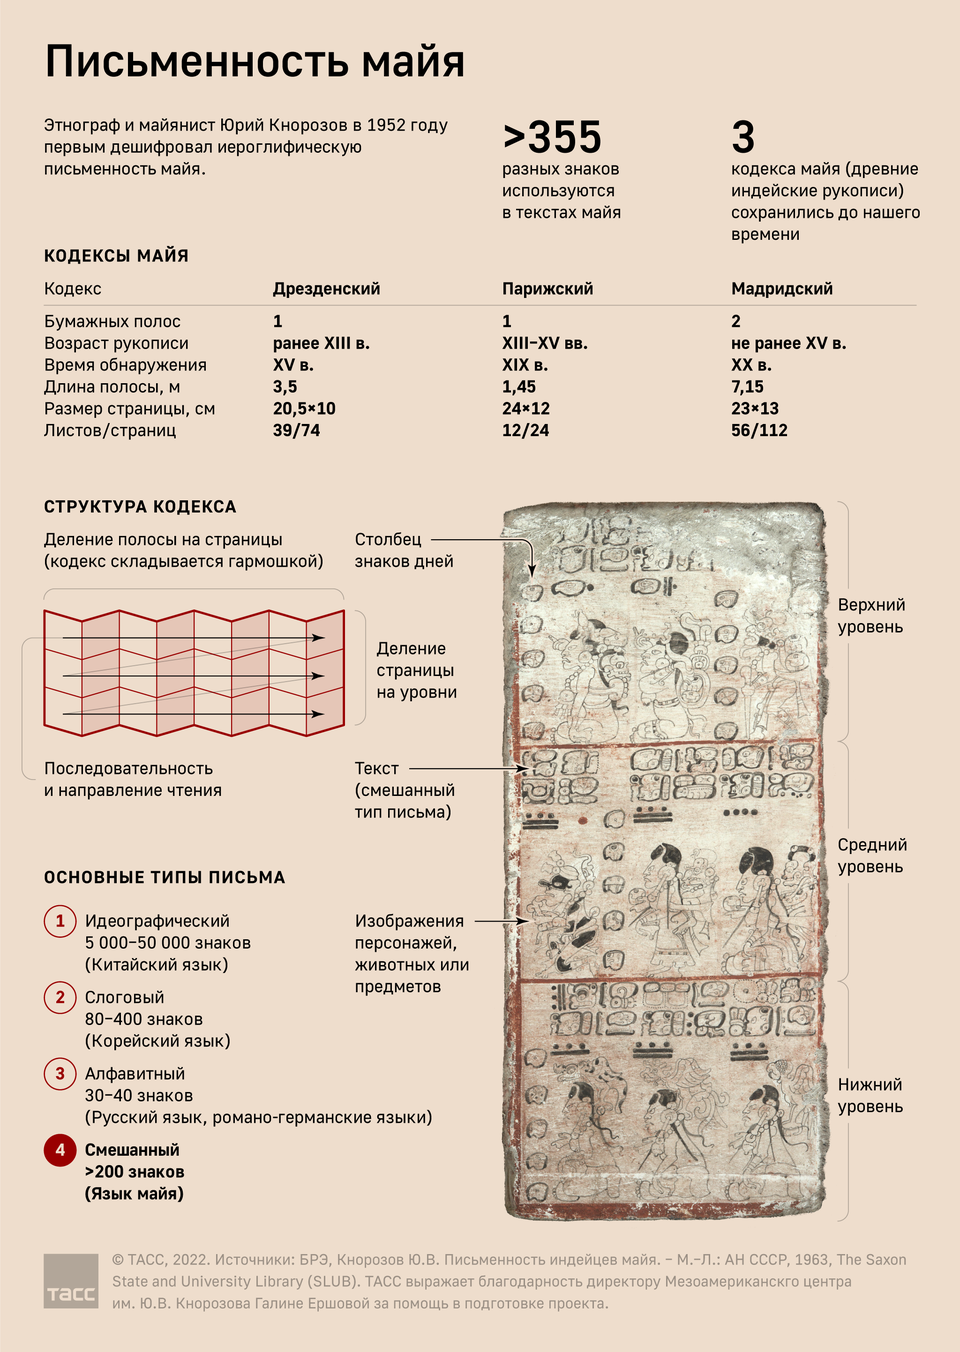 Письменность майя
Этнограф и майянист Юрий Кнорозов в 1952 году
первым дешифровал иероглифическую
письменность майя.
>355
разных знаков
используются
в текстах майя
3
кодекса майя (древние
индейские рукописи)
сохранились до нашего
времени
КОДЕКСЫ МАЙЯ
Кодекс Дрезденский Парижский Мадридский
Бумажных полос 1 1 2
Возраст рукописи ранее XIII в. XIII–XV вв. не ранее XV в.
Время обнаружения XV в. XIX в. XX в.
Длина полосы, м 3,5 1,45 7,15
Размер страницы, см 20,5×10 24×12 23×13
Листов/страниц 39/74 12/24 56/112
СТРУКТУРА КОДЕКСА
Деление полосы на страницы
(кодекс складывается гармошкой)
Столбец
знаков дней
Верхний
уровень
Деление
страницы
на уровни
Последовательность
и направление чтения
Текст
(смешанный
тип письма)
Средний
уровень
ОСНОВНЫЕ ТИПЫ ПИСЬМА
1 Идеографический
5 000–50 000 знаков
(Китайский язык)
2 Слоговый
80–400 знаков
(Корейский язык)
3 Алфавитный
30–40 знаков
(Русский язык, романо-германские языки)
4 Смешанный
>200 знаков
(Язык майя)
Изображения
персонажей,
животных или
предметов
Нижний
уровень
тасс
© ТАСС, 2022. Источники: БРЭ, Кнорозов Ю.В. Письменность индейцев майя. – М.–Л.: АН СССР, 1963, The Saxon
State and University Library (SLUB). ТАСС выражает благодарность директору Мезоамериканскго центра
им. Ю.В. Кнорозова Галине Ершовой за помощь в подготовке проекта.